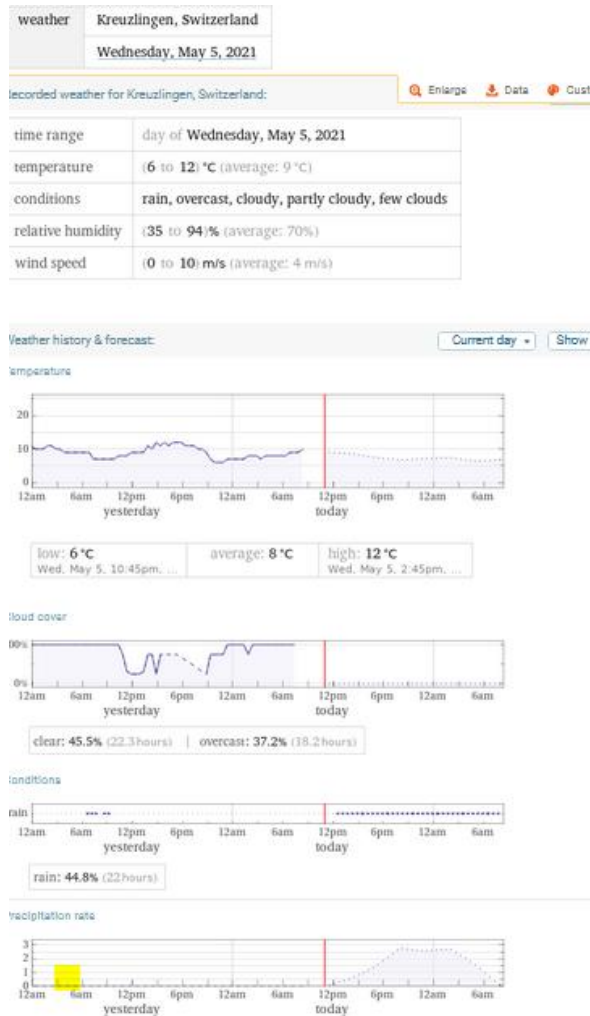 weather Kreuzlingen, Switzerland
Wednesday, May 5, 2021
Recorded weather for Kreuzlingen, Switzerland: Enlarge Data Cust
time range day of Wednesday, May 5, 2021
temperature (6 to 12) °C (average: 9 °C)
conditions rain, overcast, cloudy, partly cloudy, few clouds
relative humidity (35 to 94)% (average: 70%)
wind speed (0 to 10) m/s (average: 4 m/s)
Weather history & forecast: Current day Show
Temperature
20
10
0
12am 6am 12pm 6pm 12am 6am 12pm 6pm 12am 6am
yesterday today
low: 6 °C average: 8 °C high: 12 °C
Wed, May 5, 10:45pm, ... Wed, May 5, 2:45pm, ...
Cloud cover
00%
0%
12am 6am 12pm 6pm 12am 6am 12pm 6pm 12am 6am
yesterday today
clear: 45.5% (22.3 hours) | overcast: 37.2% (18.2 hours)
Conditions
rain
12am 6am 12pm 6pm 12am 6am 12pm 6pm 12am 6am
yesterday today
rain: 44.8% (22 hours)
Precipitation rate
3
2
1
0
12am 6am 12pm 6pm 12am 6am 12pm 6pm 12am 6am
yesterday today